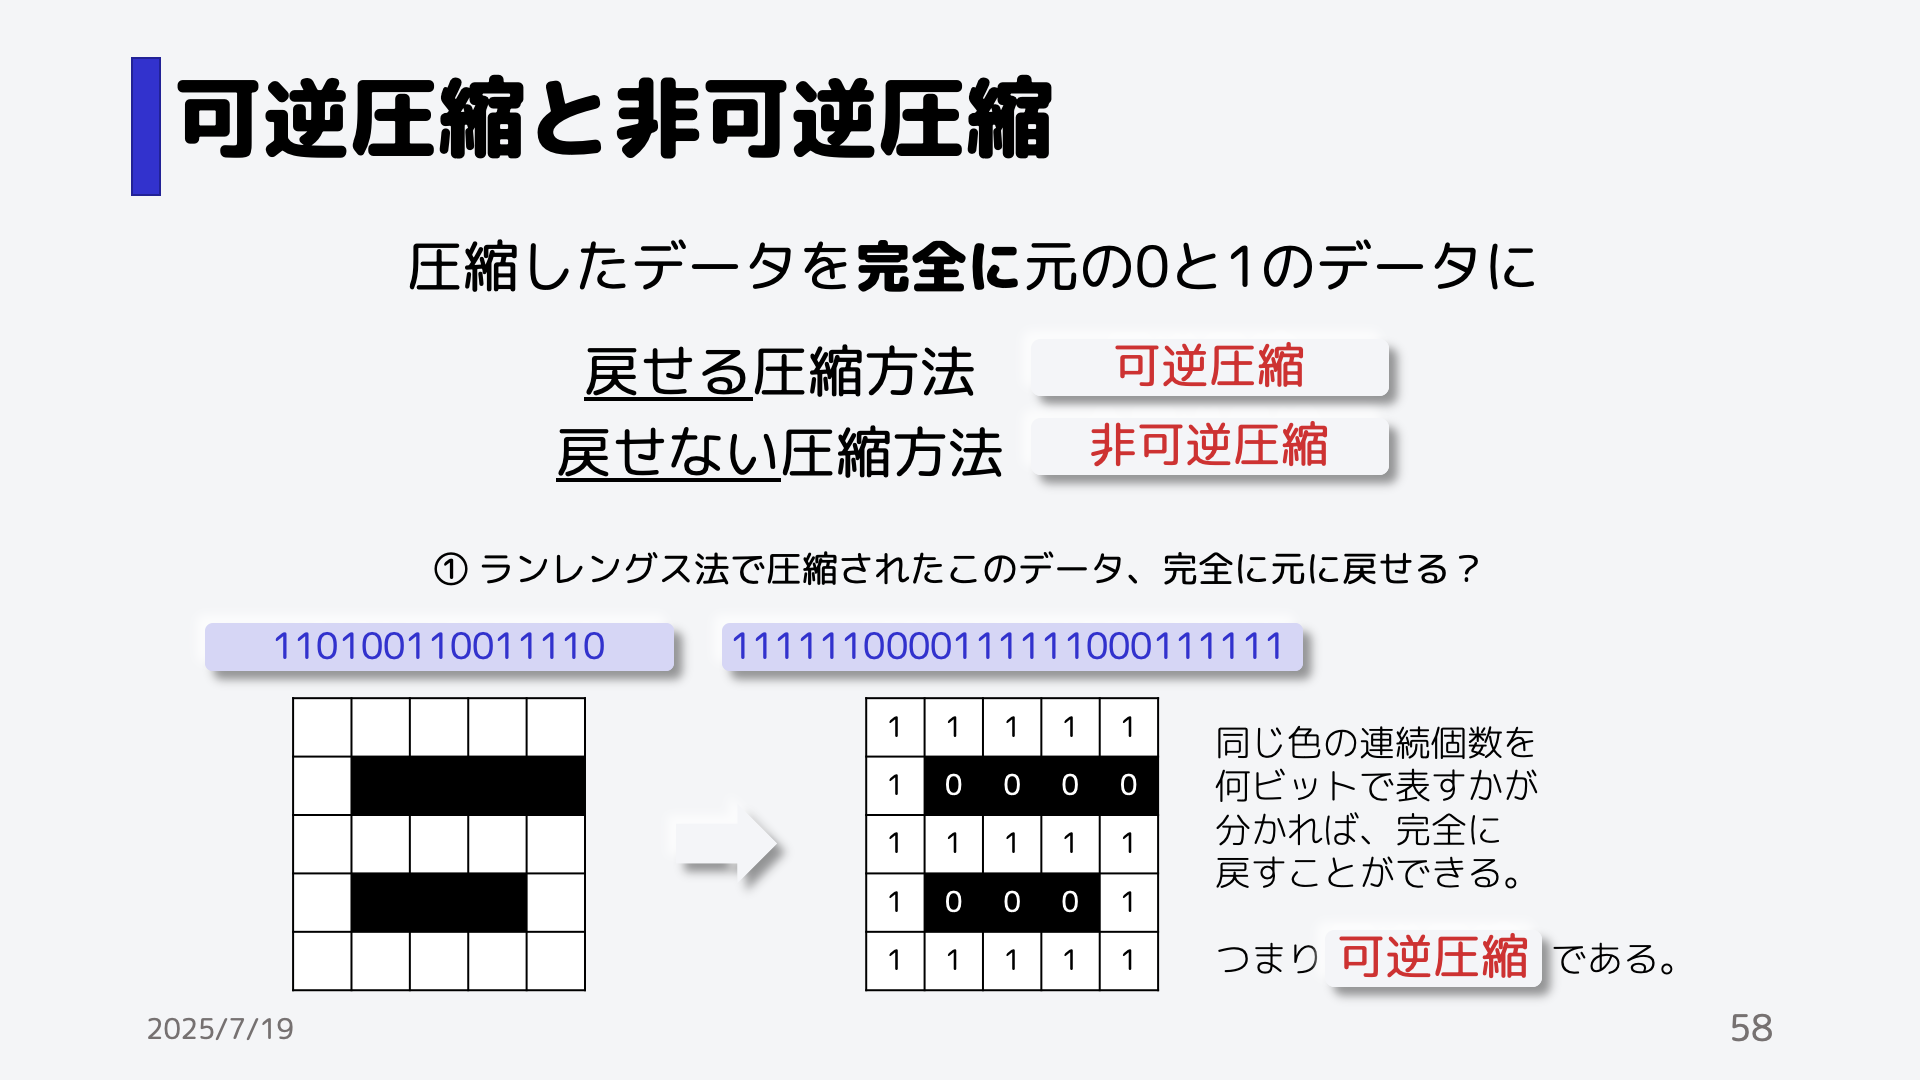 可逆圧縮と非可逆圧縮
圧縮したデータを完全に元の0と1のデータに
戻せる圧縮方法 可逆圧縮
戻せない圧縮方法 非可逆圧縮
① ランレングス法で圧縮されたこのデータ、完全に元に戻せる？
110100110011110
1111110000111111000111111
1 1 1 1 1
1 0 0 0 0
1 1 1 1 1
1 0 0 0 1
1 1 1 1 1
同じ色の連続個数を
何ビットで表すかが
分かれば、完全に
戻すことができる。
つまり 可逆圧縮 である。
2025/7/19
58